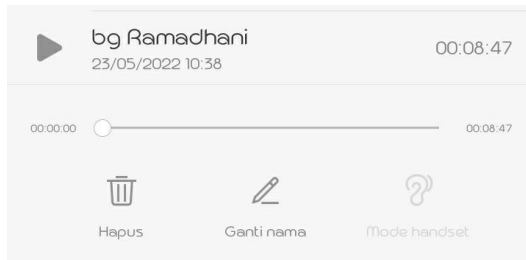 bg Ramadhani
00:08:47
23/05/2022 10:38
00:00:00
00:08:47
Hapus
Ganti nama
Mode handset